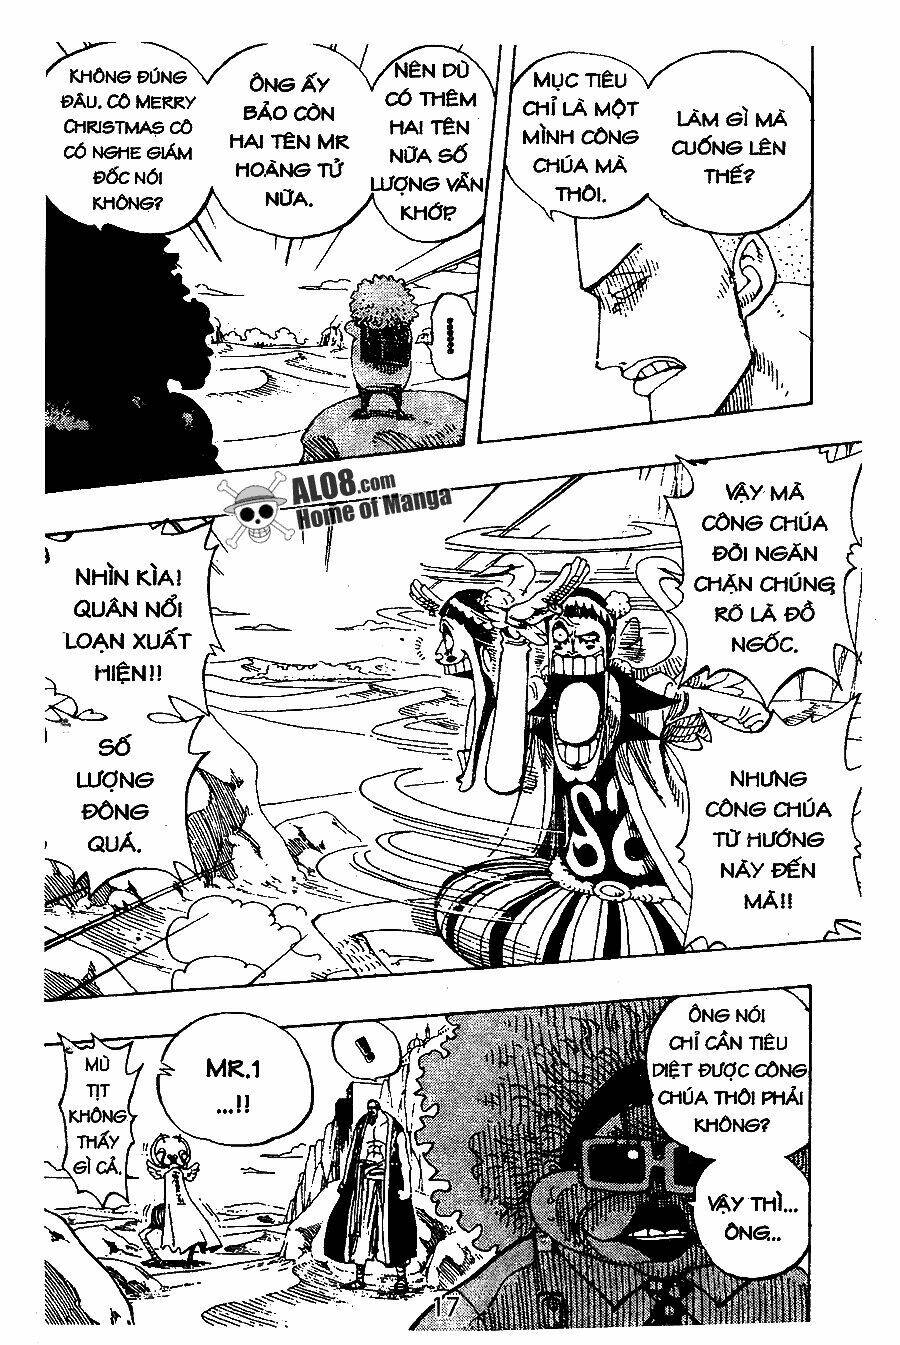 LÀM GÌ MÀ
CUỐNG LÊN
THẾ?
MỤC TIÊU
CHỈ LÀ MỘT
MÌNH CÔNG
CHÚA MÀ
THÔI.
NÊN DÙ
CÓ THÊM
HAI TÊN
NỮA SỐ
LƯỢNG VẪN
KHỚP.
ÔNG ẤY
BẢO CÒN
HAI TÊN MR
HOÀNG TỬ
NỮA.
KHÔNG ĐÚNG
ĐÂU. CÔ MERRY
CHRISTMAS CÔ
CÓ NGHE GIÁM
ĐỐC NÓI
KHÔNG?
.......
AL08.com
Home of Manga
VẬY MÀ
CÔNG CHÚA
ĐÒI NGĂN
CHẶN CHÚNG,
RÕ LÀ ĐỒ
NGỐC.
NHƯNG
CÔNG CHÚA
TỪ HƯỚNG
NÀY ĐẾN
MÀ!!
NHÌN KÌA!
QUÂN NỔI
LOẠN XUẤT
HIỆN!!
SỐ
LƯỢNG
ĐÔNG
QUÁ.
ÔNG NÓI
CHỈ CẦN TIÊU
DIỆT ĐƯỢC CÔNG
CHÚA THÔI PHẢI
KHÔNG?
VẬY THÌ...
ÔNG...
!
MR.1
...!!
MÙ
TỊT
KHÔNG
THẤY
GÌ CẢ.
17